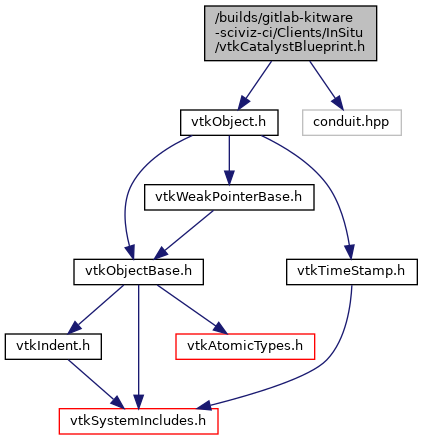 /builds/gitlab-kitware
-sciviz-ci/Clients/InSitu
/vtkCatalystBlueprint.h
vtkObject.h
conduit.hpp
vtkWeakPointerBase.h
vtkObjectBase.h
vtkTimeStamp.h
vtkIndent.h
vtkAtomicTypes.h
vtkSystemIncludes.h